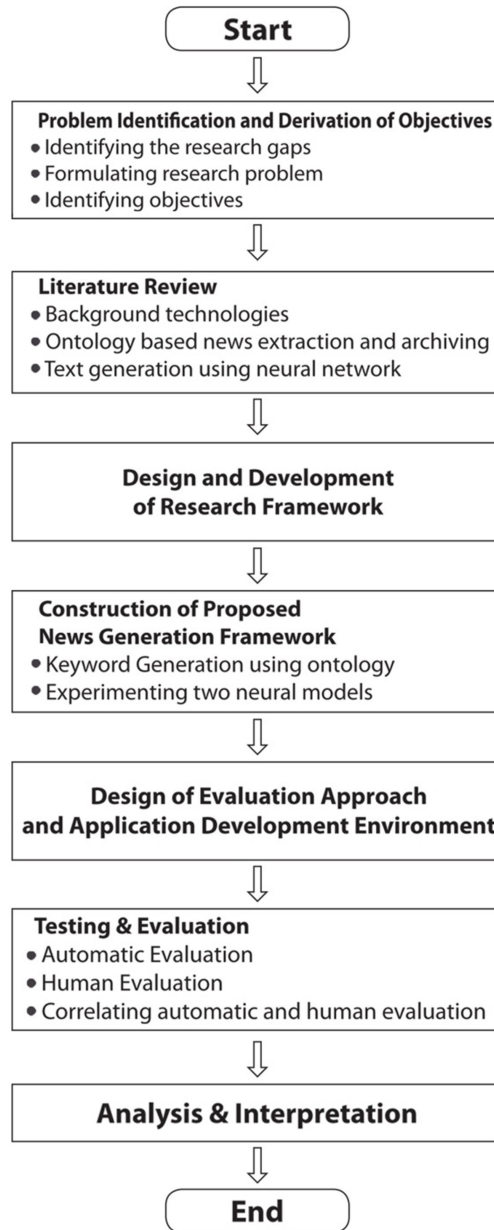 Start
Problem Identification and Derivation of Objectives
• Identifying the research gaps
• Formulating research problem
• Identifying objectives
Literature Review
• Background technologies
• Ontology based news extraction and archiving
• Text generation using neural network
Design and Development
of Research Framework
Construction of Proposed
News Generation Framework
• Keyword Generation using ontology
• Experimenting two neural models
Design of Evaluation Approach
and Application Development Environment
Testing & Evaluation
• Automatic Evaluation
• Human Evaluation
• Correlating automatic and human evaluation
Analysis & Interpretation
End